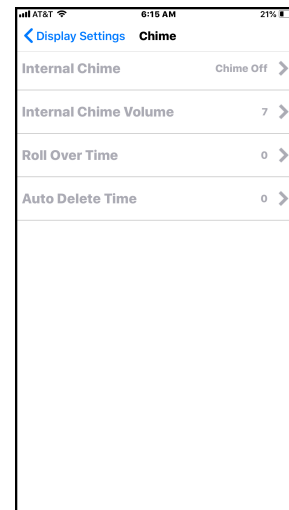 AT&T 6:15 AM 21%
Display Settings Chime
Internal Chime Chime Off
Internal Chime Volume 7
Roll Over Time 0
Auto Delete Time 0